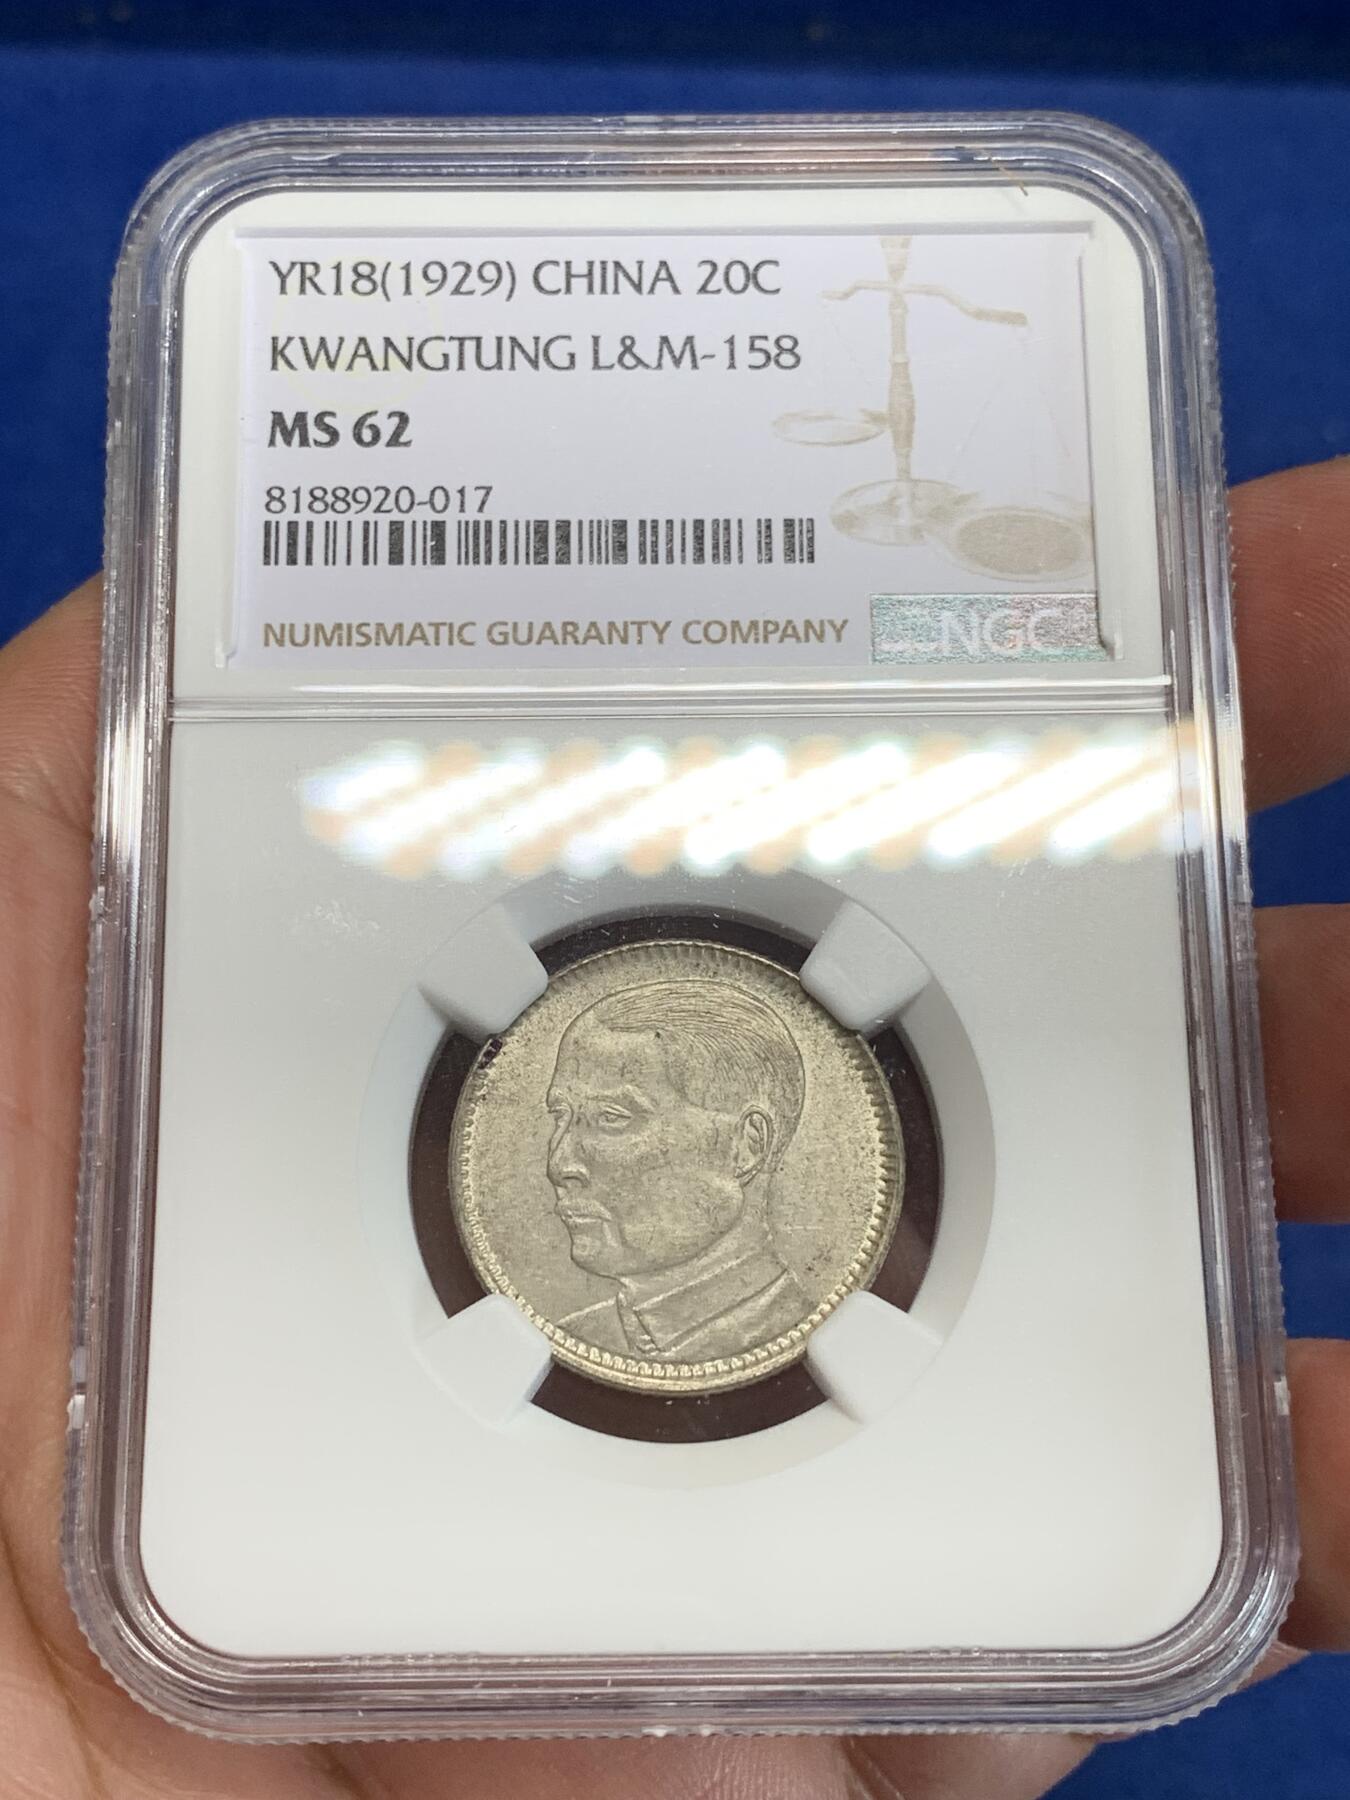 YR18(1929) CHINA 20C
KWANGTUNG L&M-158
MS 62
8188920-017
NUMISMATIC GUARANTY COMPANY
NGC